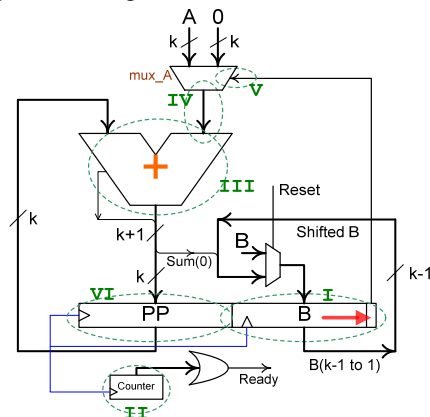 A 0
k k
mux_A
V
IV
+
III
Reset
k
k+1
Shifted B
B
Sum(0)
k
k-1
VI
I
PP
B
B(k-1 to 1)
Counter
Ready
II